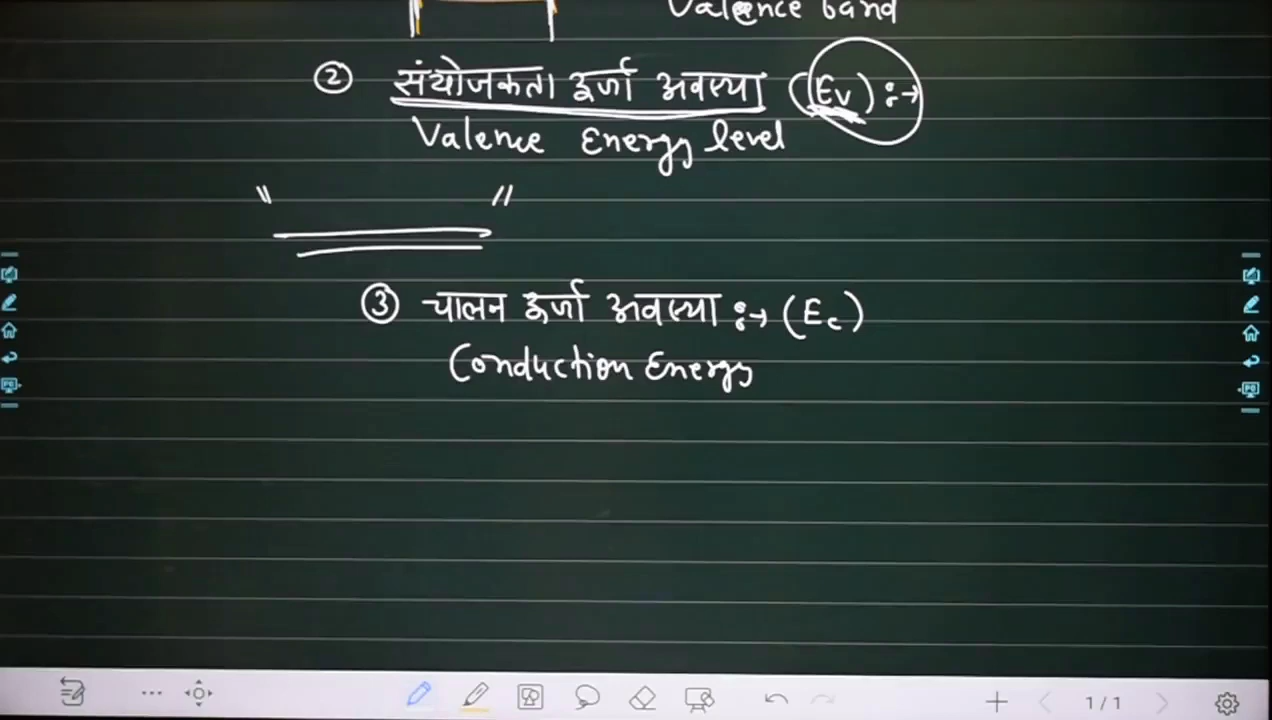 Valence band
② संयोजकता ऊर्जा अवस्था (Ev) :→
Valence Energy level
" "
③ चालन ऊर्जा अवस्था :→ (Ec)
Conduction Energy
1 / 1